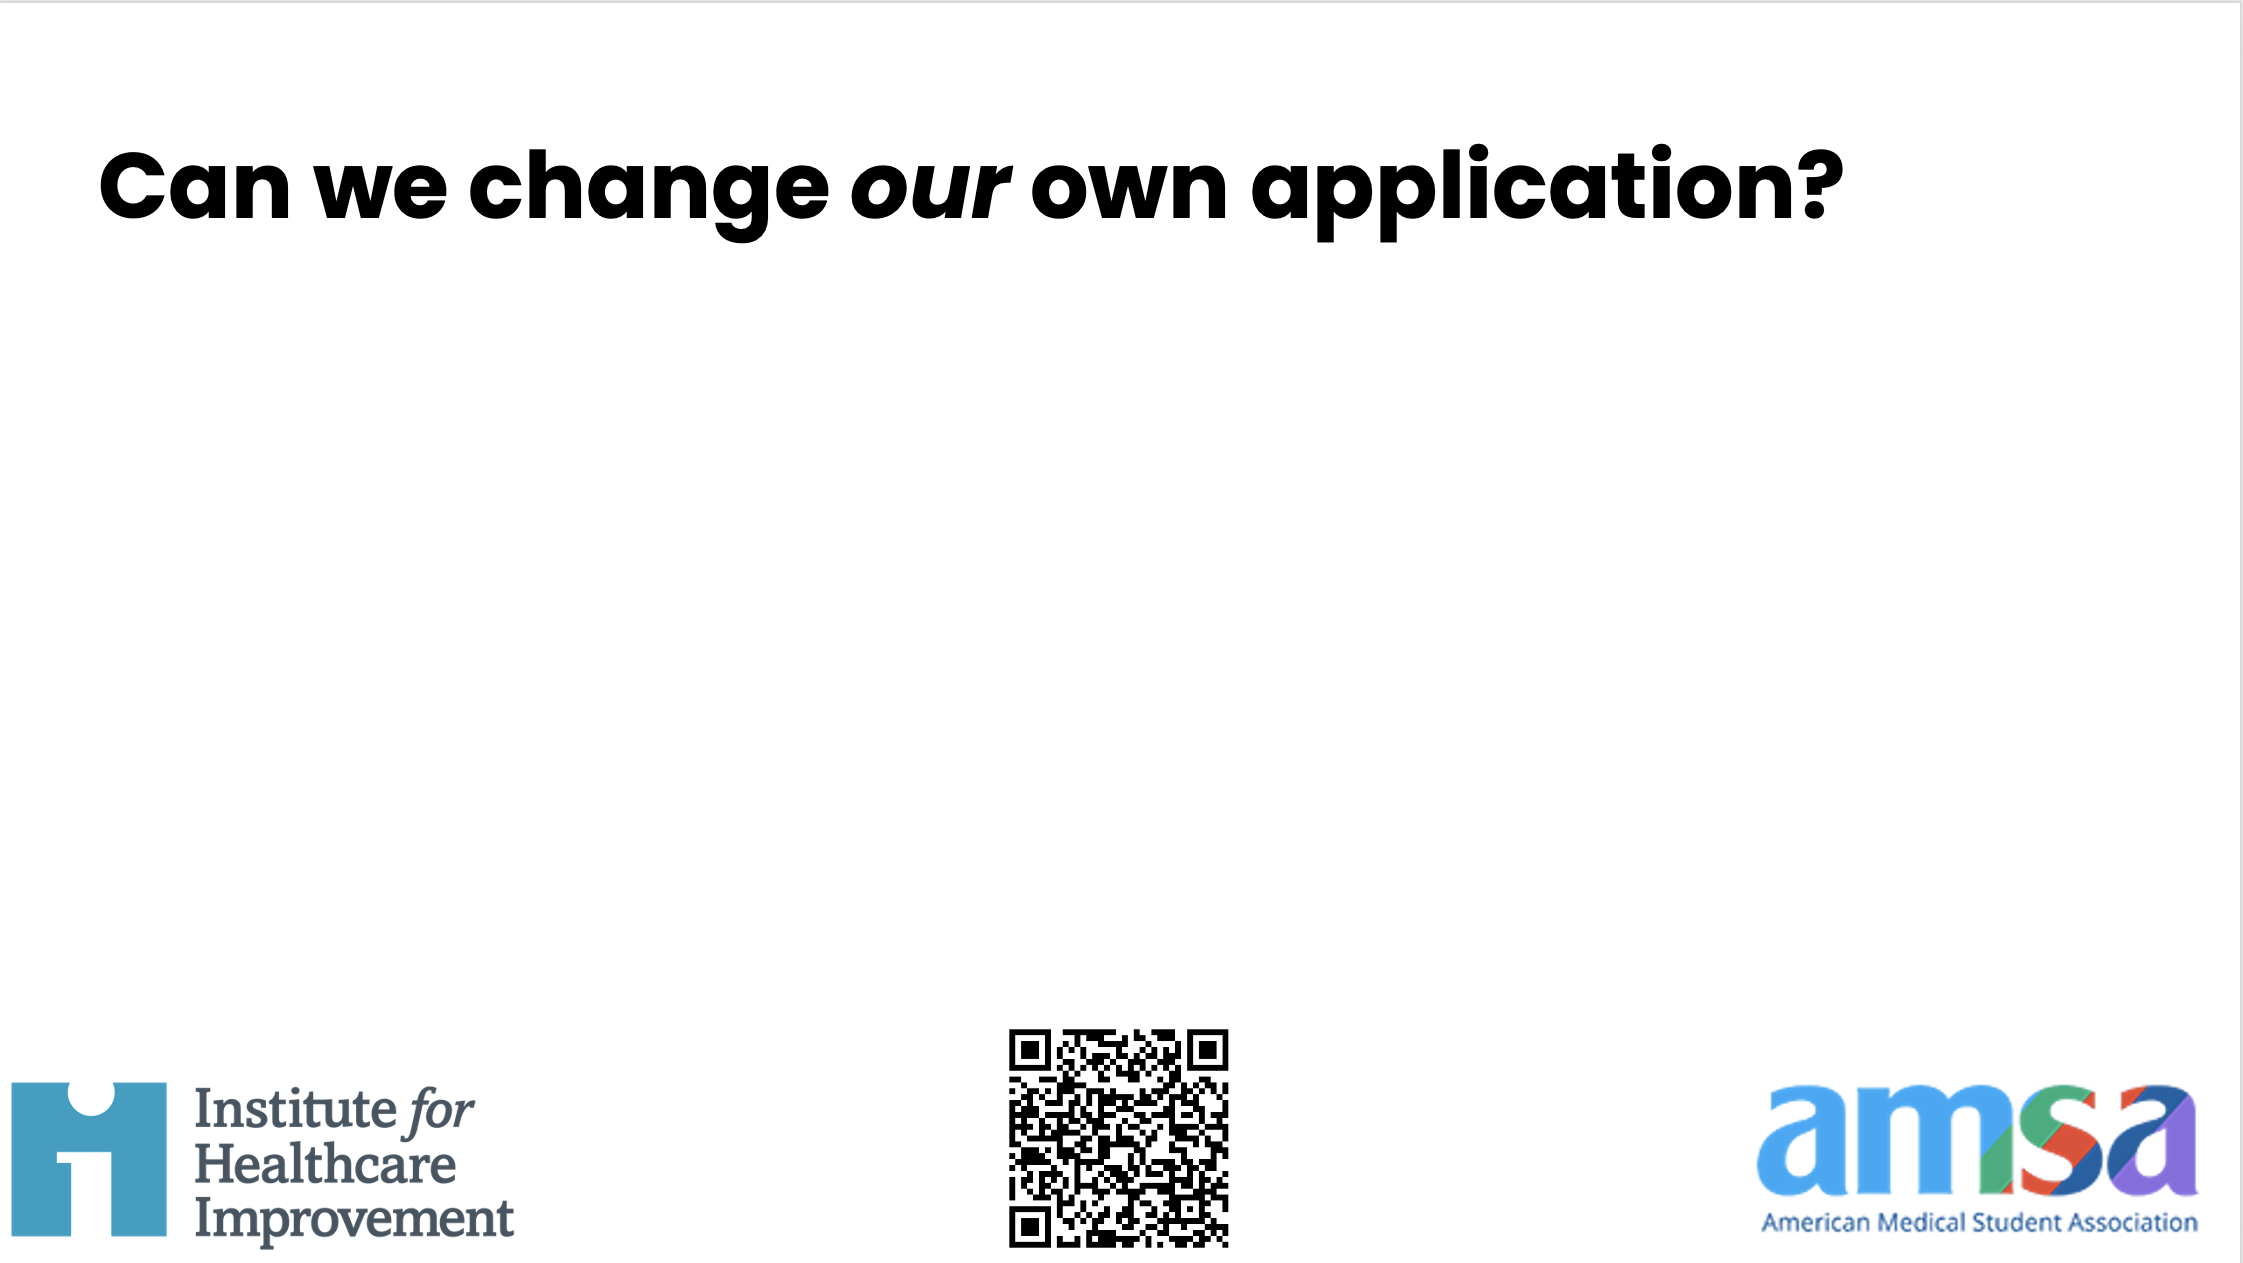 Can we change our own application?
Institute for
Healthcare
Improvement
amsa
American Medical Student Association